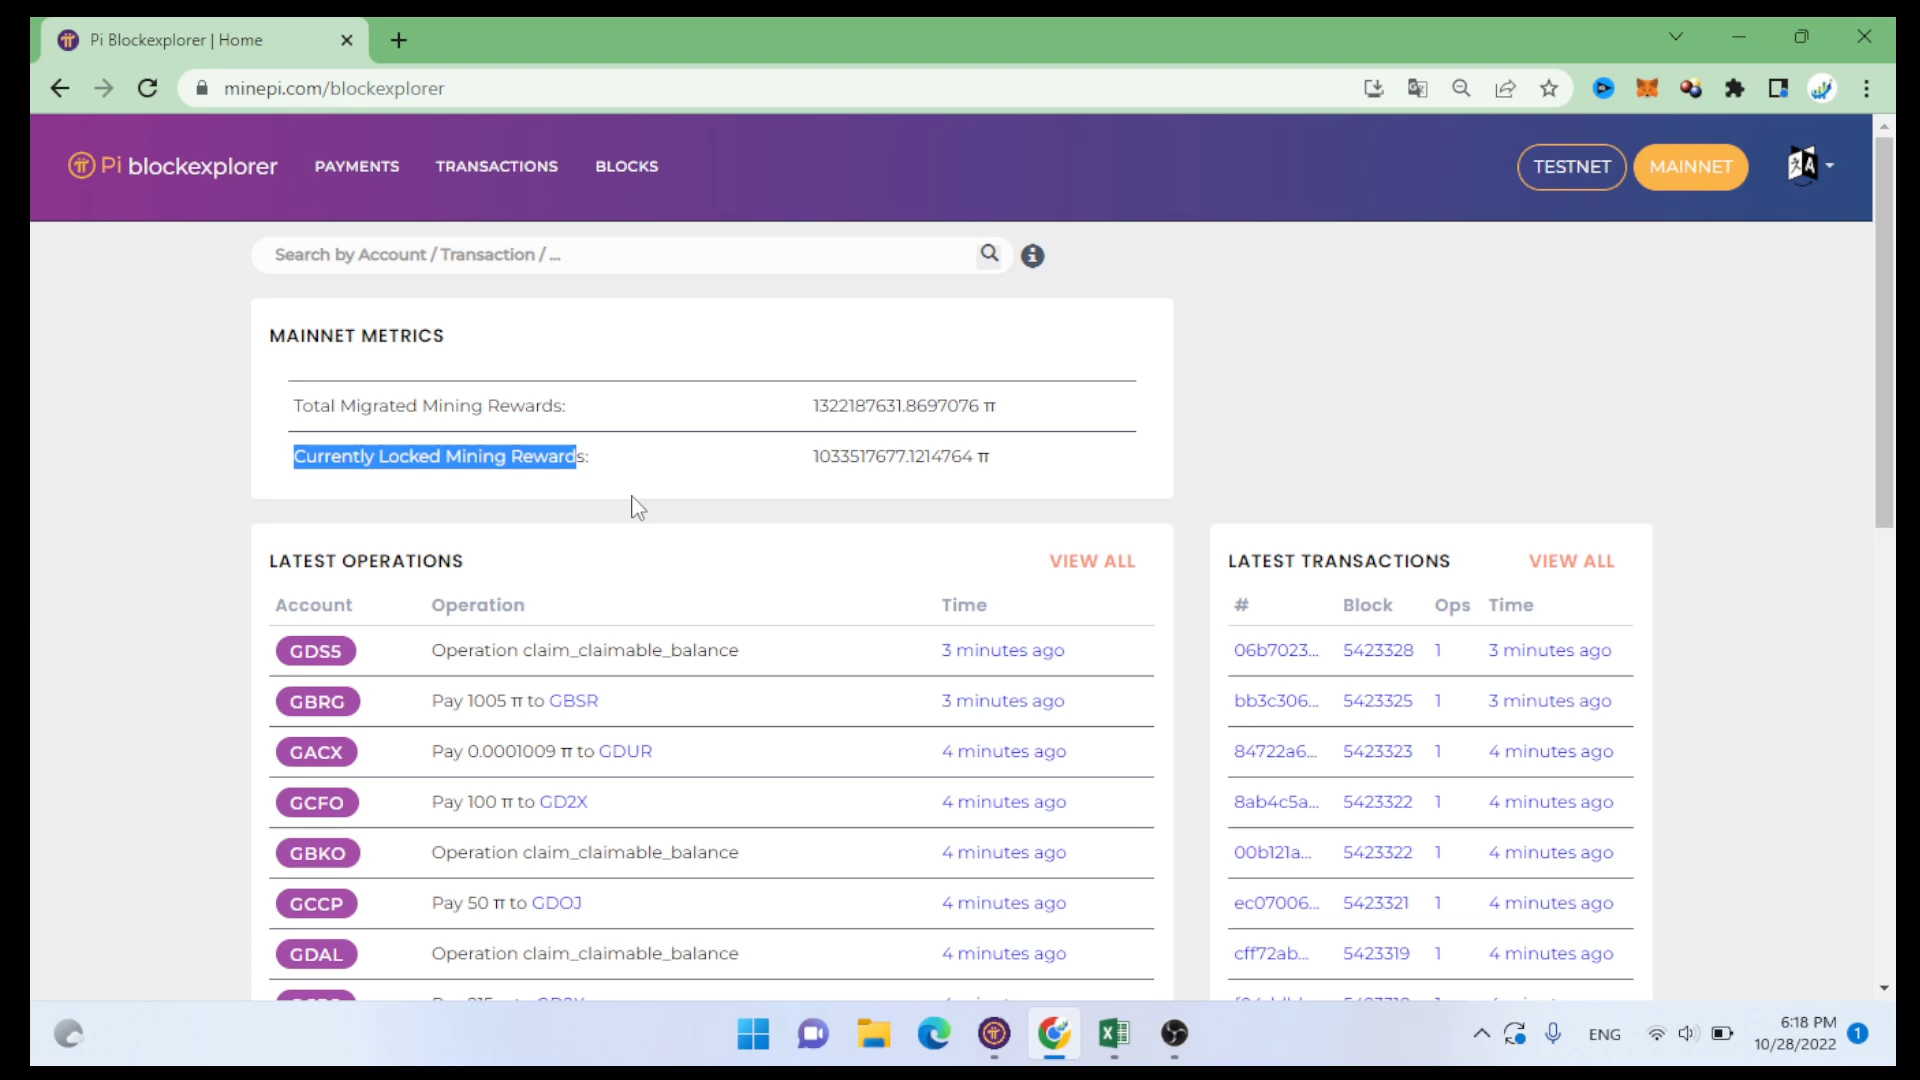 Pi Blockexplorer | Home
minepi.com/blockexplorer
Pi blockexplorer PAYMENTS TRANSACTIONS BLOCKS TESTNET MAINNET
Search by Account / Transaction / ...
MAINNET METRICS
Total Migrated Mining Rewards: 1322187631.8697076 π
Currently Locked Mining Rewards: 1033517677.1214764 π
LATEST OPERATIONS VIEW ALL
Account Operation Time
GDS5 Operation claim_claimable_balance 3 minutes ago
GBRG Pay 1005 π to GBSR 3 minutes ago
GACX Pay 0.0001009 π to GDUR 4 minutes ago
GCFO Pay 100 π to GD2X 4 minutes ago
GBKO Operation claim_claimable_balance 4 minutes ago
GCCP Pay 50 π to GDOJ 4 minutes ago
GDAL Operation claim_claimable_balance 4 minutes ago
LATEST TRANSACTIONS VIEW ALL
# Block Ops Time
06b7023... 5423328 1 3 minutes ago
bb3c306... 5423325 1 3 minutes ago
84722a6... 5423323 1 4 minutes ago
8ab4c5a... 5423322 1 4 minutes ago
00b121a... 5423322 1 4 minutes ago
ec07006... 5423321 1 4 minutes ago
cff72ab... 5423319 1 4 minutes ago
ENG
6:18 PM
10/28/2022
1